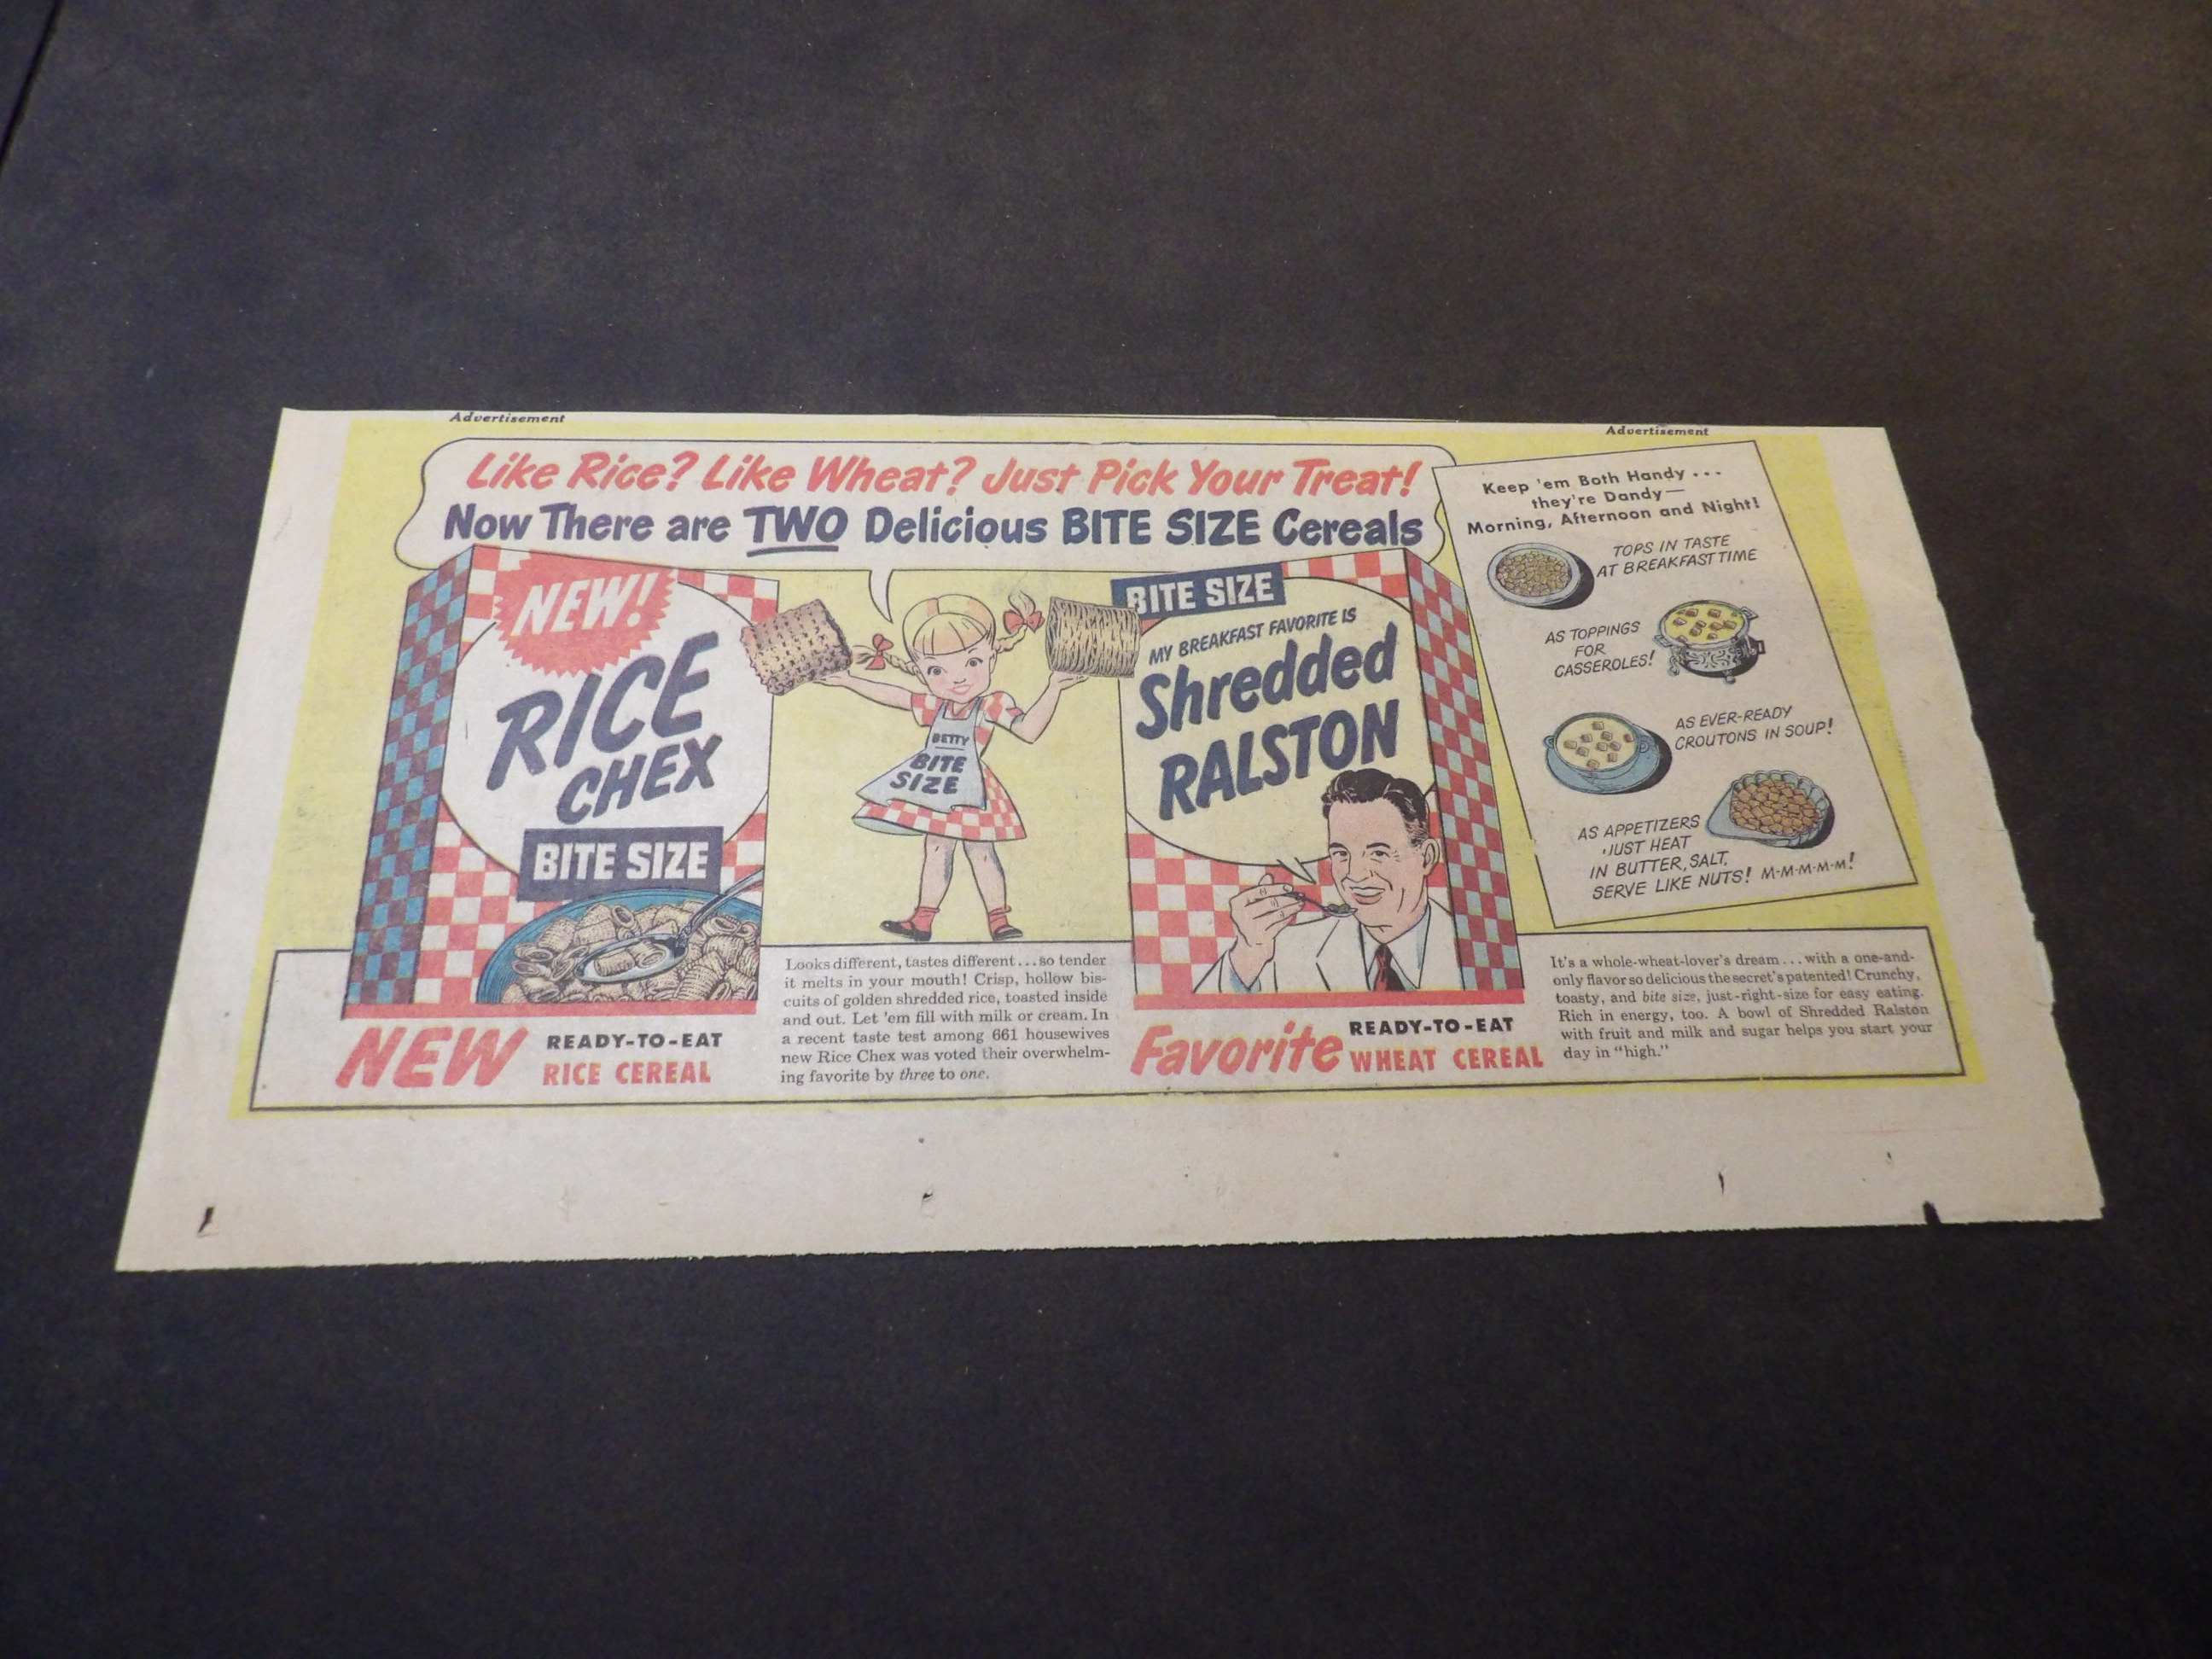 Advertisement
Advertisement
Like Rice? Like Wheat? Just Pick Your Treat!
Now There are TWO Delicious BITE SIZE Cereals
NEW!
RICE
CHEX
BITE SIZE
BETTY
BITE
SIZE
BITE SIZE
MY BREAKFAST FAVORITE IS
Shredded
RALSTON
Keep 'em Both Handy...
they're Dandy—
Morning, Afternoon and Night!
TOPS IN TASTE
AT BREAKFAST TIME
AS TOPPINGS
FOR
CASSEROLES!
AS EVER-READY
CROUTONS IN SOUP!
AS APPETIZERS
JUST HEAT
IN BUTTER, SALT,
SERVE LIKE NUTS! M-M-M-M-M!
NEW
READY-TO-EAT
RICE CEREAL
Looks different, tastes different...so tender
it melts in your mouth! Crisp, hollow bis-
cuits of golden shredded rice, toasted inside
and out. Let 'em fill with milk or cream. In
a recent taste test among 661 housewives
new Rice Chex was voted their overwhelm-
ing favorite by three to one.
Favorite
READY-TO-EAT
WHEAT CEREAL
It's a whole-wheat-lover's dream...with a one-and-
only flavor so delicious the secret's patented! Crunchy,
toasty, and bite size, just-right-size for easy eating.
Rich in energy, too. A bowl of Shredded Ralston
with fruit and milk and sugar helps you start your
day in "high."